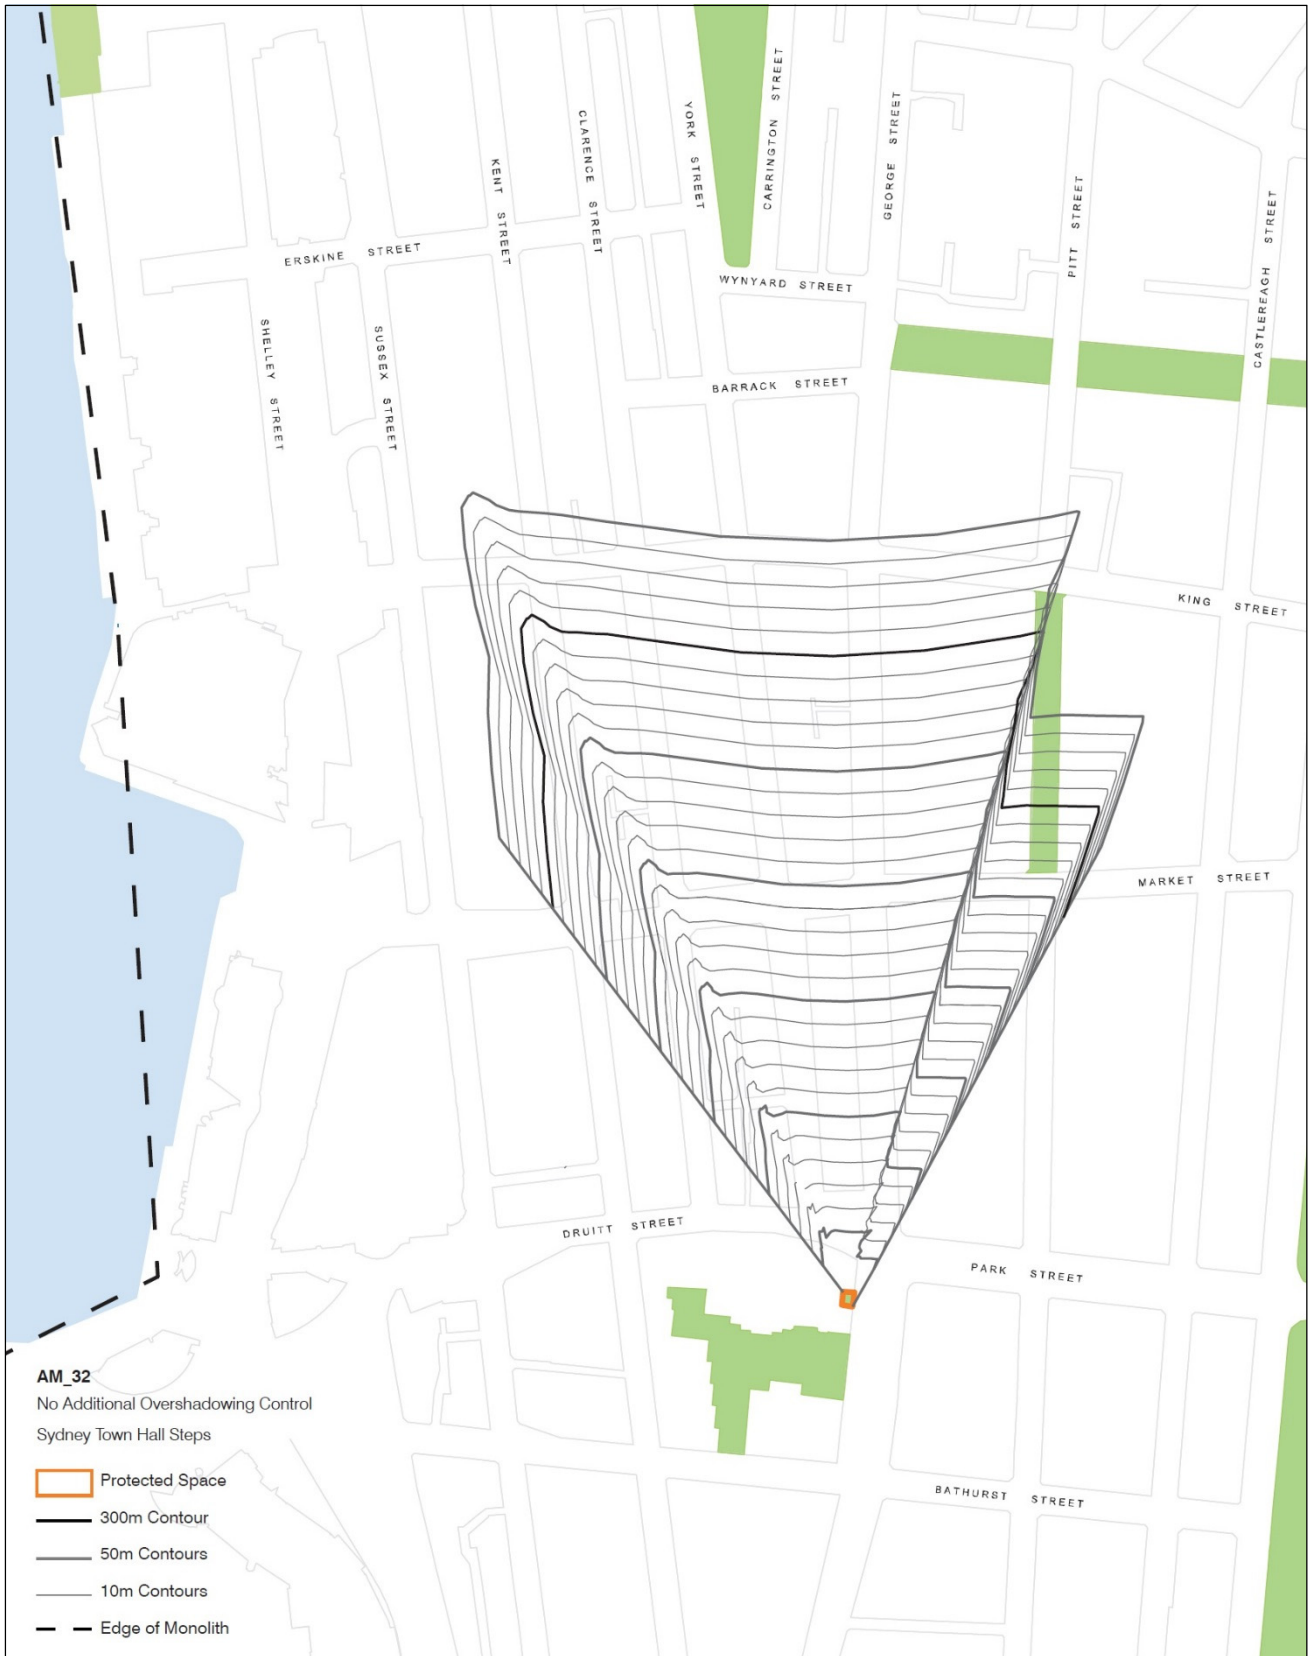 YORK STREET
CARRINGTON STREET
GEORGE STREET
CLARENCE STREET
KENT STREET
PITT STREET
CASTLEREAGH STREET
ERSKINE STREET
WYNYARD STREET
SHELLEY STREET
SUSSEX STREET
BARRACK STREET
KING STREET
MARKET STREET
DRUITT STREET
PARK STREET
BATHURST STREET
AM_32
No Additional Overshadowing Control
Sydney Town Hall Steps
Protected Space
300m Contour
50m Contours
10m Contours
Edge of Monolith